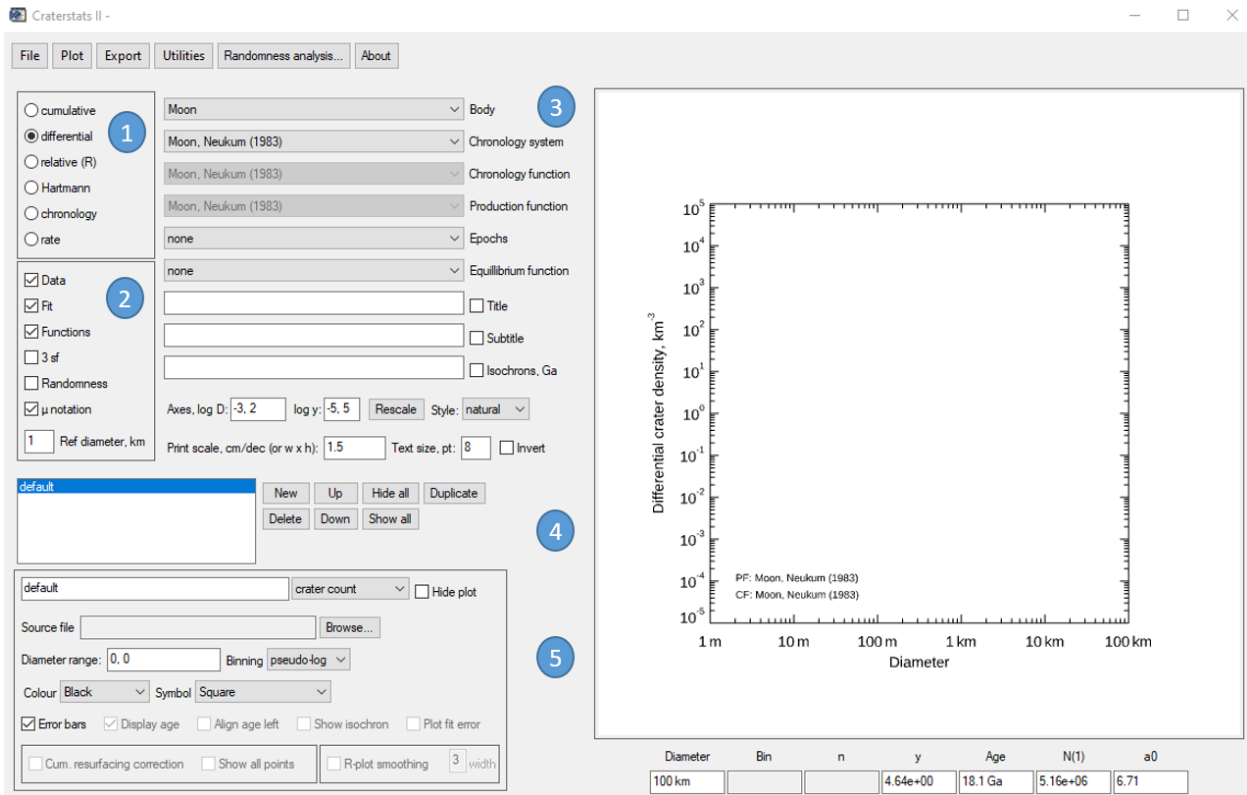 Craterstats II -
File Plot Export Utilities Randomness analysis... About
cumulative
differential
relative (R)
Hartmann
chronology
rate
1
Data
Fit
Functions
3 sf
Randomness
µ notation
1 Ref diameter, km
2
Moon Body
Moon, Neukum (1983) Chronology system
Moon, Neukum (1983) Chronology function
Moon, Neukum (1983) Production function
none Epochs
none Equillibrium function
Title
Subtitle
Isochrons, Ga
Axes, log D: -3, 2 log y: -5, 5 Rescale Style: natural
Print scale, cm/dec (or w x h): 1.5 Text size, pt: 8 Invert
3
default
New Up Hide all Duplicate
Delete Down Show all
4
default crater count Hide plot
Source file Browse...
Diameter range: 0, 0 Binning pseudo-log
Colour Black Symbol Square
Error bars Display age Align age left Show isochron Plot fit error
Cum. resurfacing correction Show all points R-plot smoothing 3 width
5
Differential crater density, km⁻³
10⁵
10⁴
10³
10²
10¹
10⁰
10⁻¹
10⁻²
10⁻³
10⁻⁴
10⁻⁵
PF: Moon, Neukum (1983)
CF: Moon, Neukum (1983)
1 m 10 m 100 m 1 km 10 km 100 km
Diameter
Diameter Bin n y Age N(1) a0
100 km 4.64e+00 18.1 Ga 5.16e+06 6.71